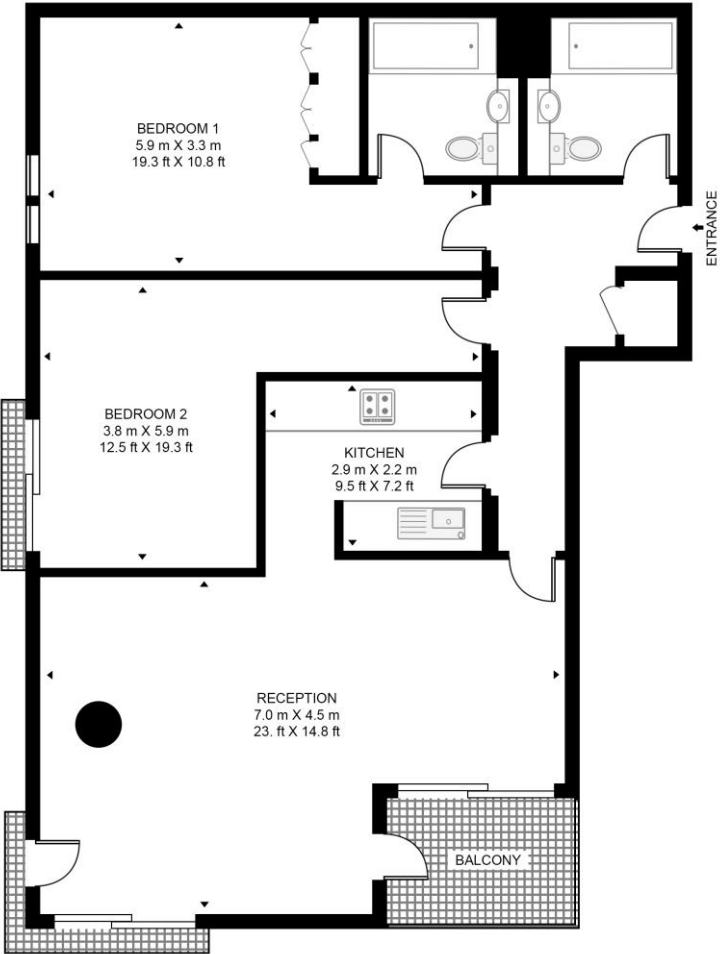 BEDROOM 1
5.9 m X 3.3 m
19.3 ft X 10.8 ft
ENTRANCE
BEDROOM 2
3.8 m X 5.9 m
12.5 ft X 19.3 ft
KITCHEN
2.9 m X 2.2 m
9.5 ft X 7.2 ft
RECEPTION
7.0 m X 4.5 m
23. ft X 14.8 ft
BALCONY